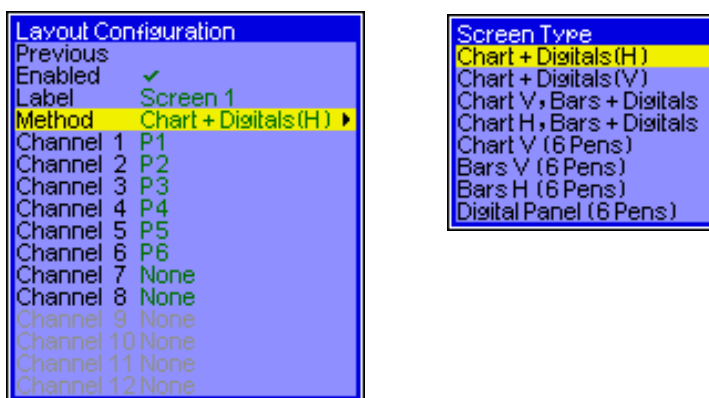 Layout Configuration
Previous
Enabled ✓
Label Screen 1
Method Chart + Digitals(H)
Channel 1 P1
Channel 2 P2
Channel 3 P3
Channel 4 P4
Channel 5 P5
Channel 6 P6
Channel 7 None
Channel 8 None
Channel 9 None
Channel 10 None
Channel 11 None
Channel 12 None
Screen Type
Chart + Digitals(H)
Chart + Digitals(V)
Chart V, Bars + Digitals
Chart H, Bars + Digitals
Chart V (6 Pens)
Bars V (6 Pens)
Bars H (6 Pens)
Digital Panel (6 Pens)